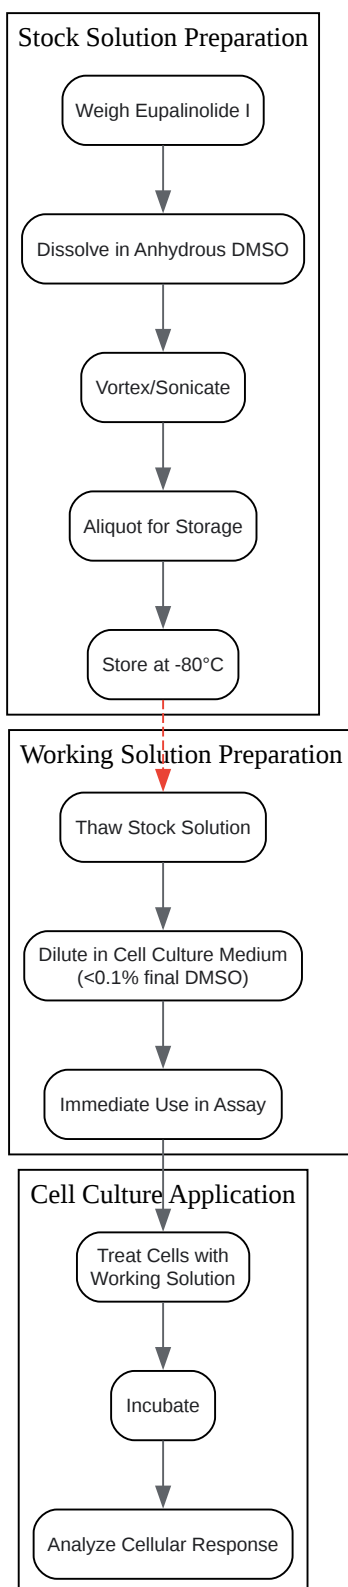 Stock Solution Preparation
Weigh Eupalinolide I
Dissolve in Anhydrous DMSO
Vortex/Sonicate
Aliquot for Storage
Store at -80°C
Working Solution Preparation
Thaw Stock Solution
Dilute in Cell Culture Medium
(<0.1% final DMSO)
Immediate Use in Assay
Cell Culture Application
Treat Cells with
Working Solution
Incubate
Analyze Cellular Response